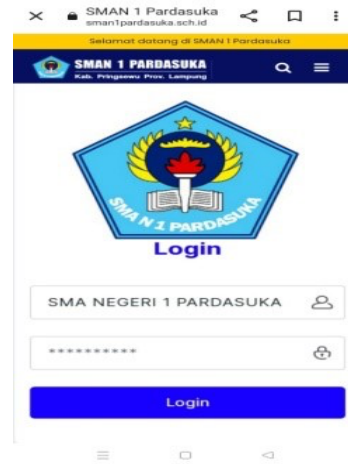 SMAN 1 Pardasuka
sman1pardasuka.sch.id
Selamat datang di SMAN 1 Pardasuka
SMAN 1 PARDASUKA
Kab. Pringsewu Prov. Lampung
SMA N 1 PARDASUKA
Login
SMA NEGERI 1 PARDASUKA
**********
Login